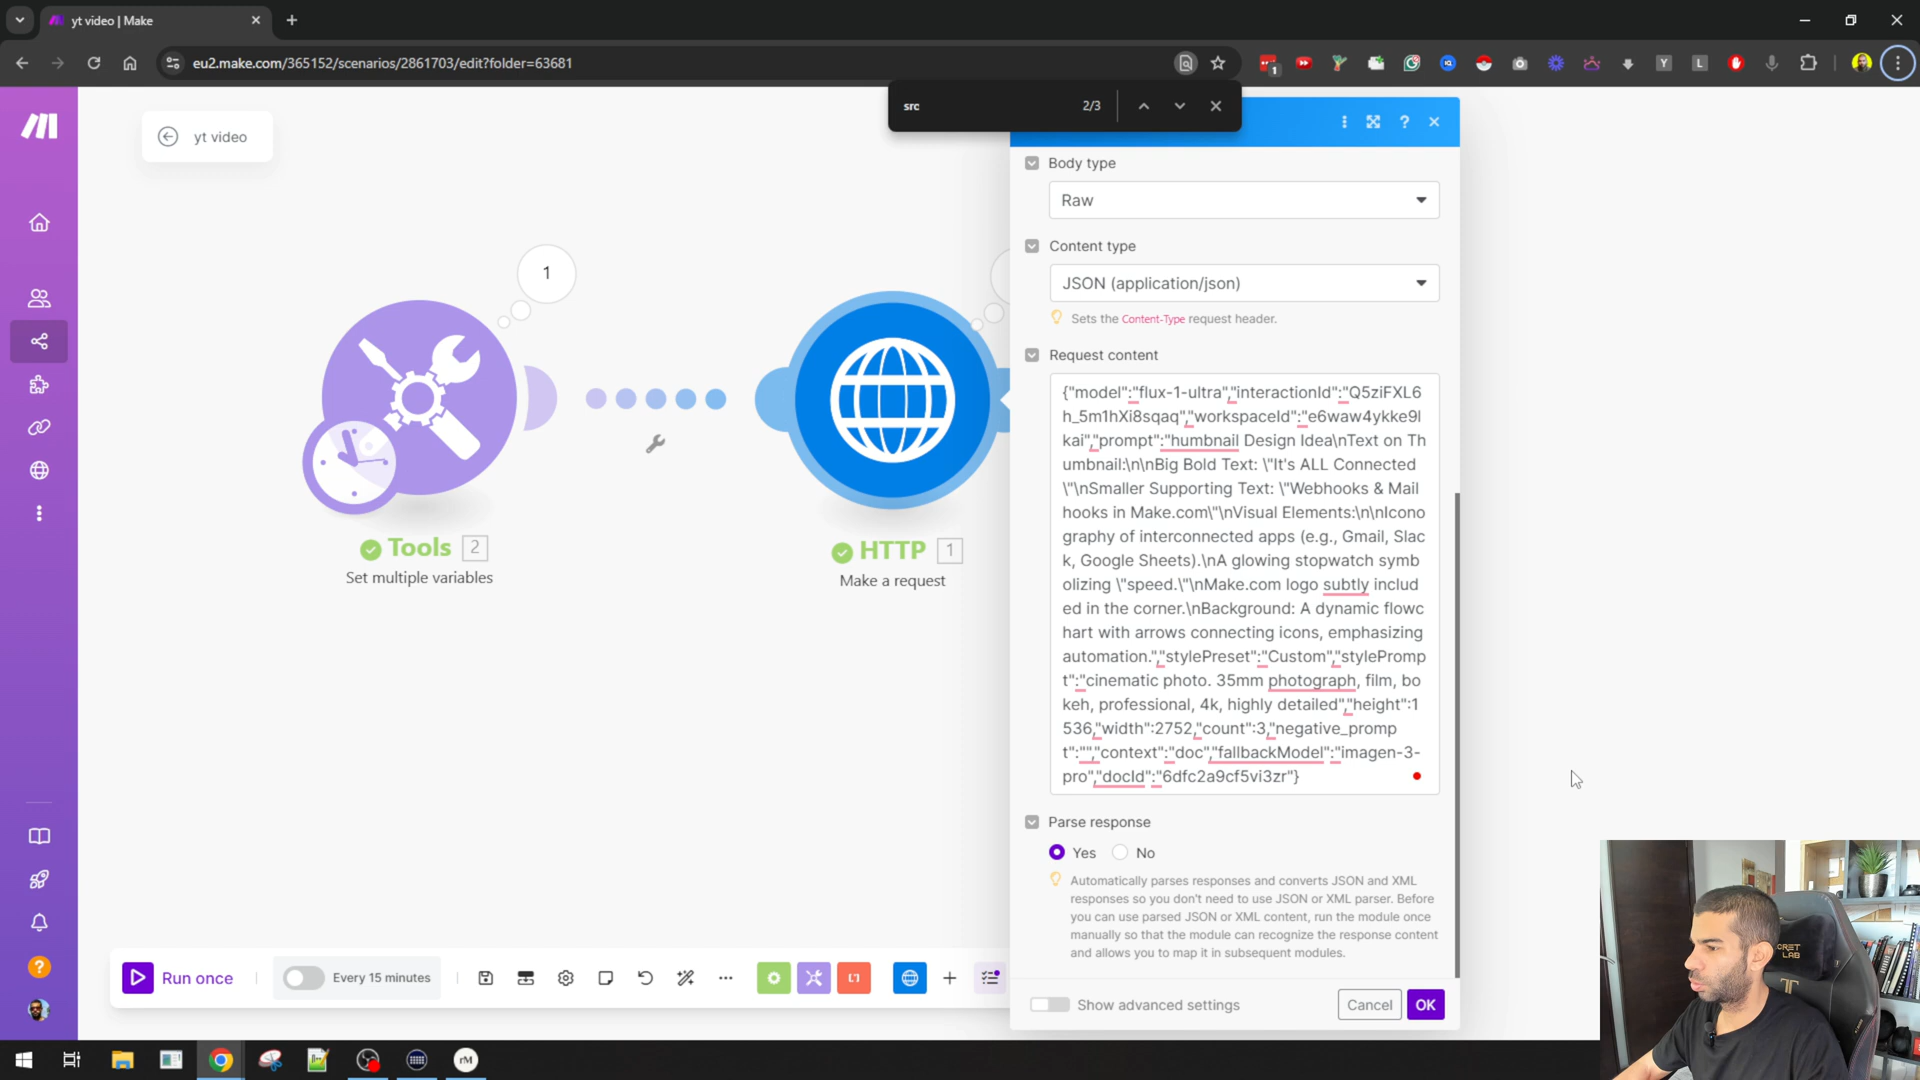 yt video | Make
eu2.make.com/365152/scenarios/2861703/edit?folder=63681
1
Y
L
src
2/3
yt video
?
Body type
Raw
Content type
JSON (application/json)
Sets the Content-Type request header.
Request content
{"model":"flux-1-ultra","interactionId":"Q5ziFXL6
h_5m1hXi8sqaq","workspaceId":"e6waw4ykke9l
kai","prompt":"humbnail Design Idea\nText on Th
umbnail:\n\nBig Bold Text: \"It's ALL Connected
\"\nSmaller Supporting Text: \"Webhooks & Mail
hooks in Make.com\"\nVisual Elements:\n\nIcono
graphy of interconnected apps (e.g., Gmail, Slac
k, Google Sheets).\nA glowing stopwatch symb
olizing \"speed.\"\nMake.com logo subtly includ
ed in the corner.\nBackground: A dynamic flowc
hart with arrows connecting icons, emphasizing
automation.","stylePreset":"Custom","stylePromp
t":"cinematic photo. 35mm photograph, film, bo
keh, professional, 4k, highly detailed","height":1
536,"width":2752,"count":3,"negative_promp
t":"","context":"doc","fallbackModel":"imagen-3-
pro","docId":"6dfc2a9cf5vi3zr"}
1
Tools 2
Set multiple variables
HTTP 1
Make a request
Parse response
Yes
No
Automatically parses responses and converts JSON and XML
responses so you don't need to use JSON or XML parser. Before
you can use parsed JSON or XML content, run the module once
manually so that the module can recognize the response content
and allows you to map it in subsequent modules.
Run once
Every 15 minutes
Show advanced settings
Cancel
OK
?
rM